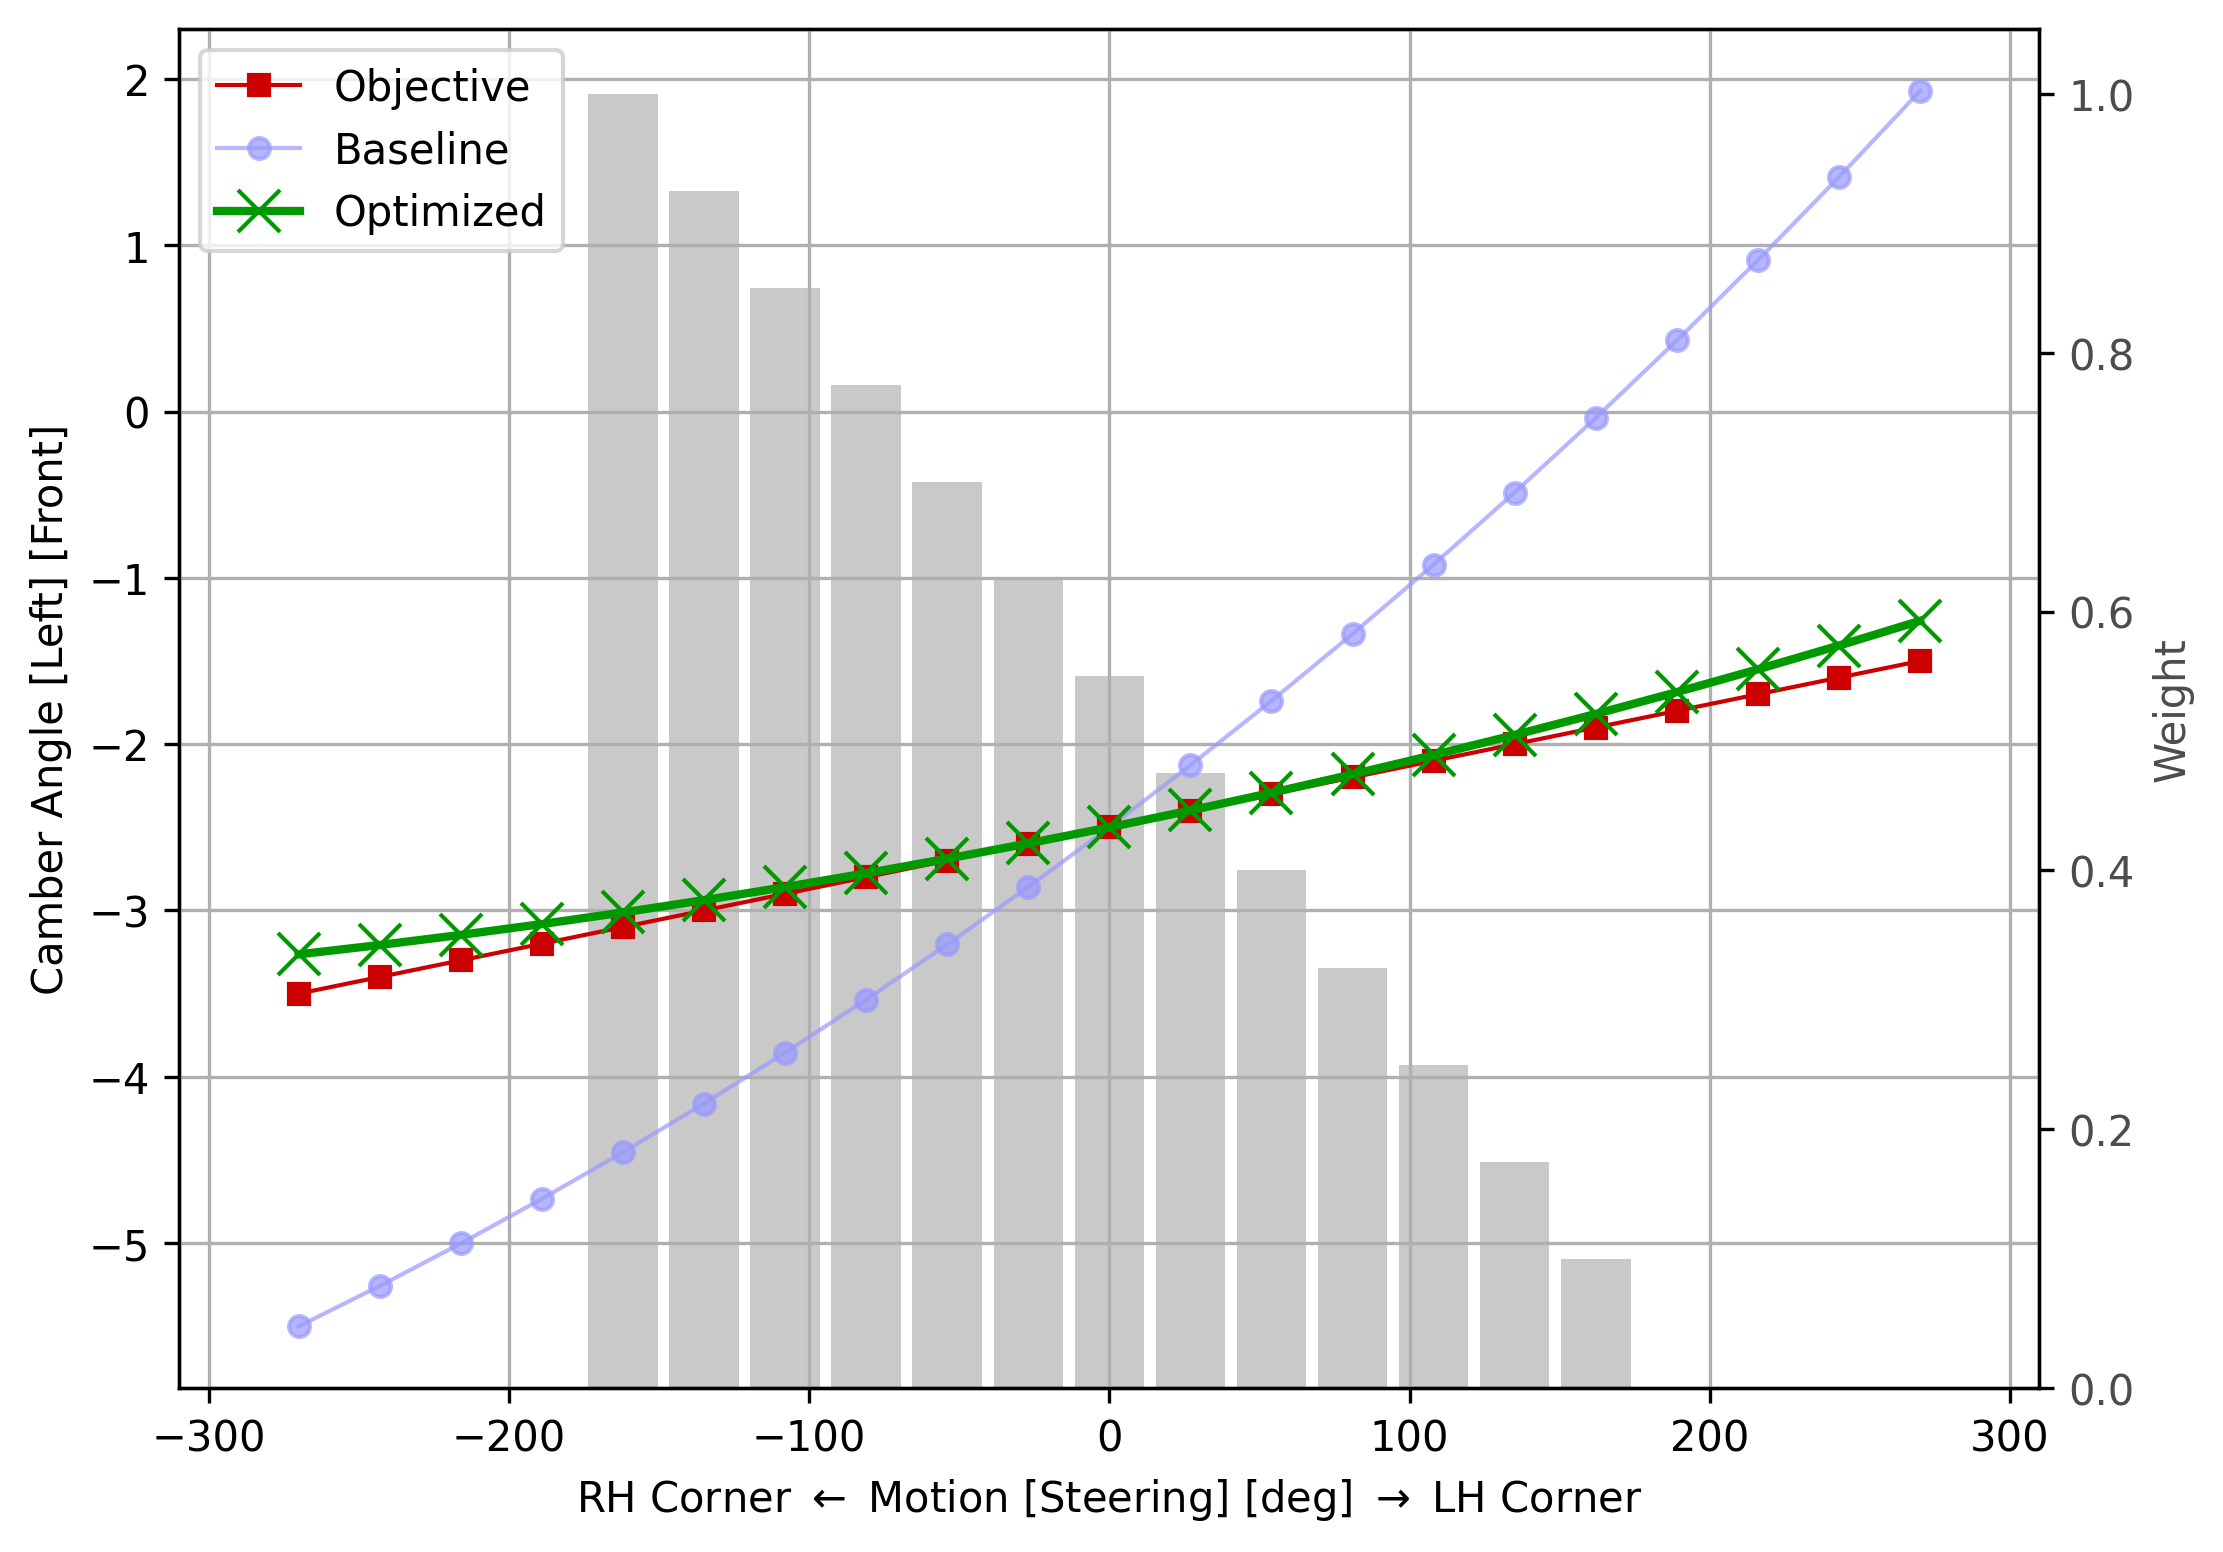 Objective
Baseline
Optimized
2
1
0
−1
−2
−3
−4
−5
Camber Angle [Left] [Front]
1.0
0.8
0.6
0.4
0.2
0.0
Weight
−300 −200 −100 0 100 200 300
RH Corner ← Motion [Steering] [deg] → LH Corner